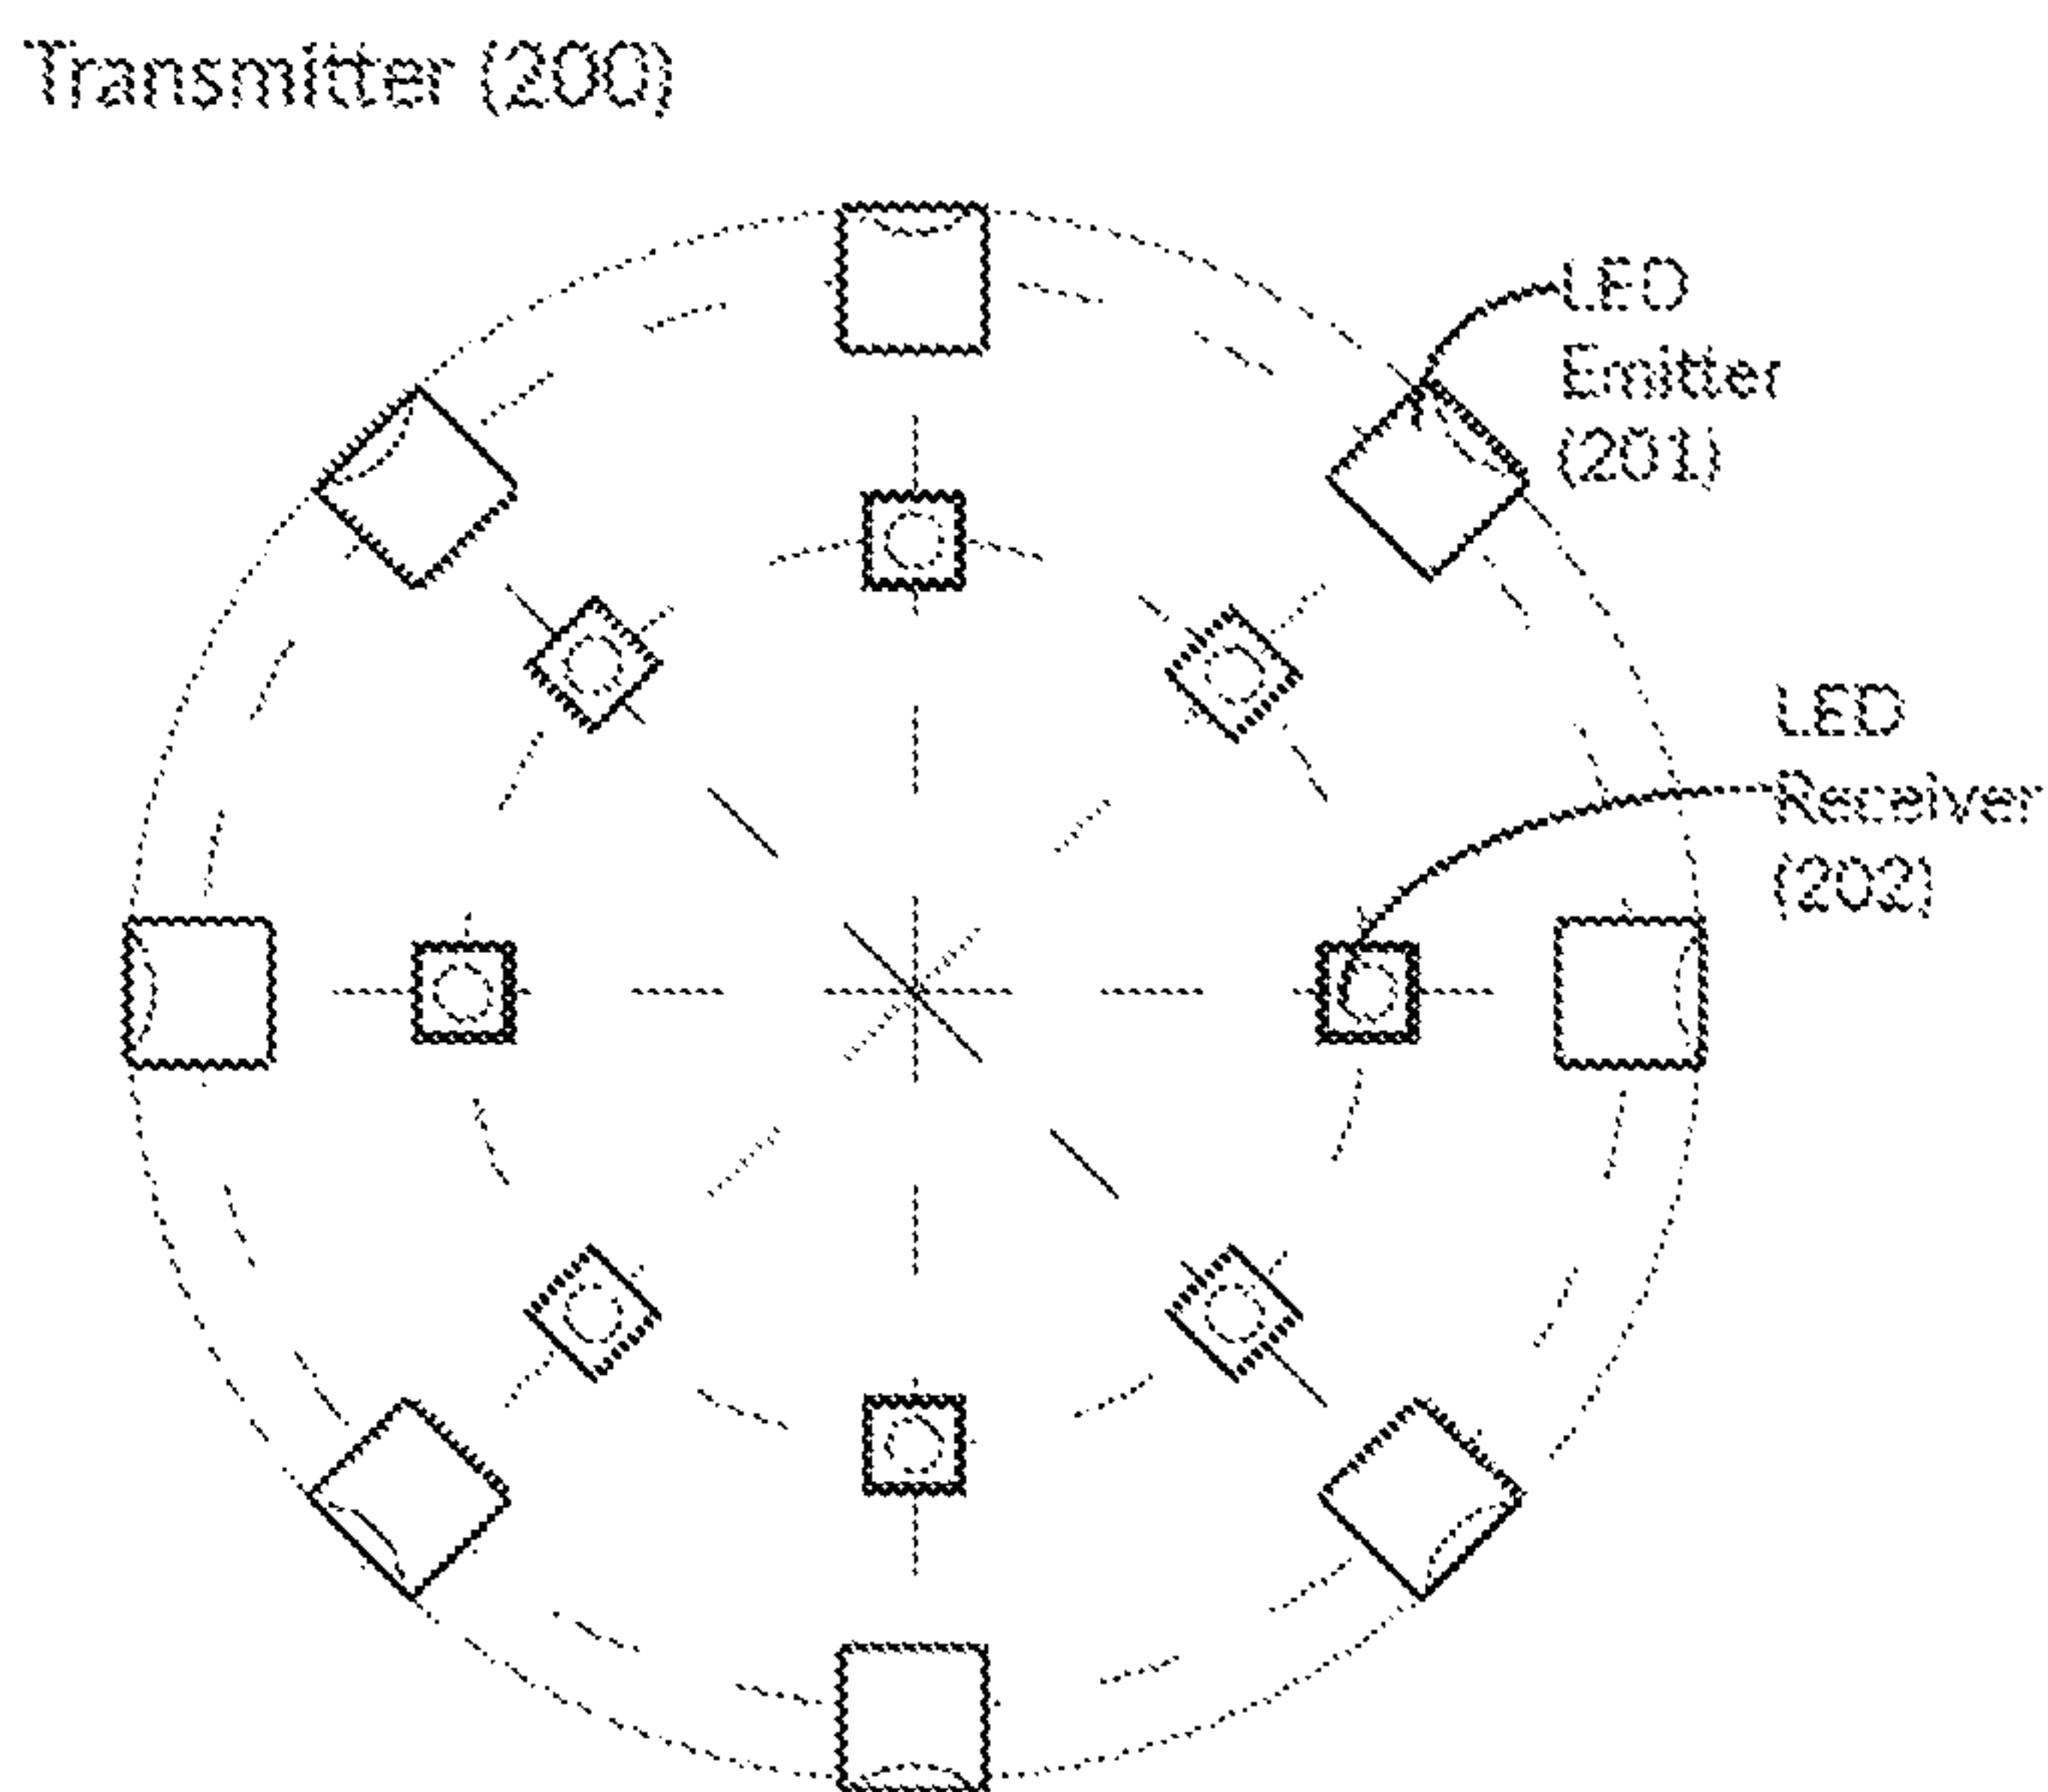 Transmitter (200)
LED
Emitter
(201)
LED
Receiver
(202)